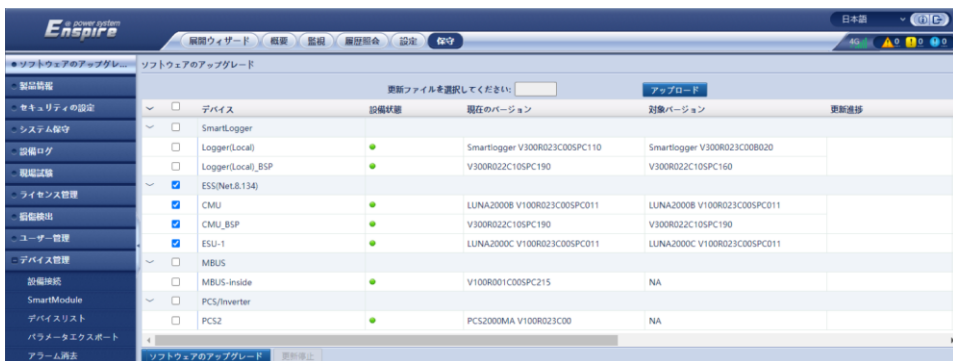 e power system
Enspire
日本語
展開ウィザード 概要 監視 履歴照会 設定 保守
4G 0 0 0
ソフトウェアのアップグレ...
ソフトウェアのアップグレード
製品情報
セキュリティの設定
システム保守
設備ログ
現場試験
ライセンス管理
損傷検出
ユーザー管理
デバイス管理
設備接続
SmartModule
デバイスリスト
パラメータエクスポート
アラーム消去
更新ファイルを選択してください: アップロード
デバイス 設備状態 現在のバージョン 対象バージョン 更新進捗
SmartLogger
Logger(Local) Smartlogger V300R023C00SPC110 Smartlogger V300R023C00B020
Logger(Local)_BSP V300R022C10SPC190 V300R022C10SPC160
ESS(Net.8.134)
CMU LUNA2000B V100R023C00SPC011 LUNA2000B V100R023C00SPC011
CMU_BSP V300R022C10SPC190 V300R022C10SPC190
ESU-1 LUNA2000C V100R023C00SPC011 LUNA2000C V100R023C00SPC011
MBUS
MBUS-inside V100R001C00SPC215 NA
PCS/Inverter
PCS2 PCS2000MA V100R023C00 NA
ソフトウェアのアップグレード 更新停止